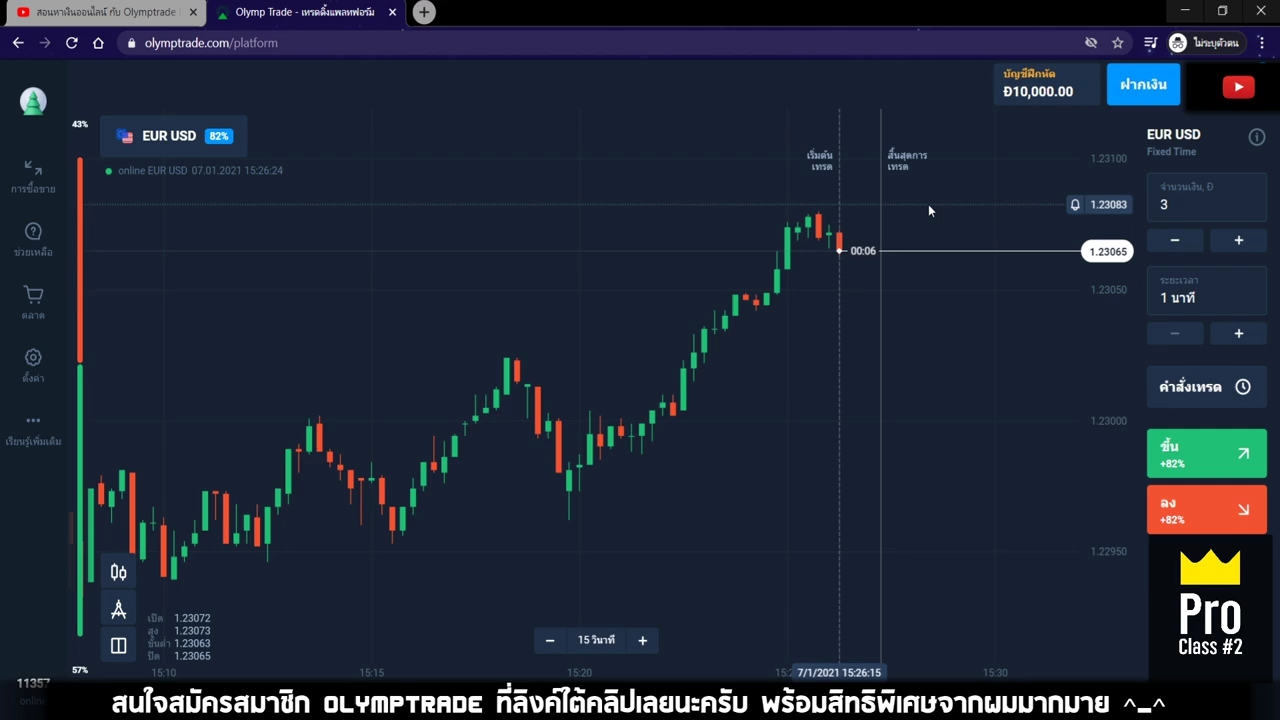 สอนหาเงินออนไลน์ กับ Olymptrade
Olymp Trade - เทรดดิ้งแพลทฟอร์ม
olymptrade.com/platform
ไม่ระบุตัวตน
บัญชีฝึกหัด
Đ10,000.00
ฝากเงิน
43%
EUR USD 82%
online EUR USD 07.01.2021 15:26:24
การซื้อขาย
ช่วยเหลือ
ตลาด
ตั้งค่า
เรียนรู้เพิ่มเติม
เริ่มต้น
เทรด
สิ้นสุดการ
เทรด
1.23100
1.23083
00:06
1.23065
1.23050
1.23000
1.22950
EUR USD
Fixed Time
จำนวนเงิน, Đ
3
ระยะเวลา
1 นาที
คำสั่งเทรด
ขึ้น
+82%
ลง
+82%
Pro
Class #2
เปิด 1.23072
สูง 1.23073
ขั้นต่ำ 1.23063
ปิด 1.23065
15 วินาที
57%
15:10
15:15
15:20
7/1/2021 15:26:15
15:30
11357
online
สนใจสมัครสมาชิก OLYMPTRADE ที่ลิงค์ใต้คลิปเลยนะครับ พร้อมสิทธิพิเศษจากผมมากมาย ^_^